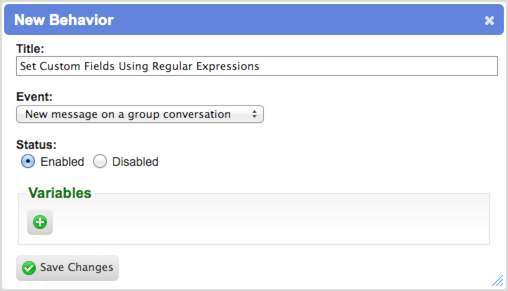 New Behavior
Title:
Set Custom Fields Using Regular Expressions
Event:
New message on a group conversation
Status:
Enabled Disabled
Variables
Save Changes